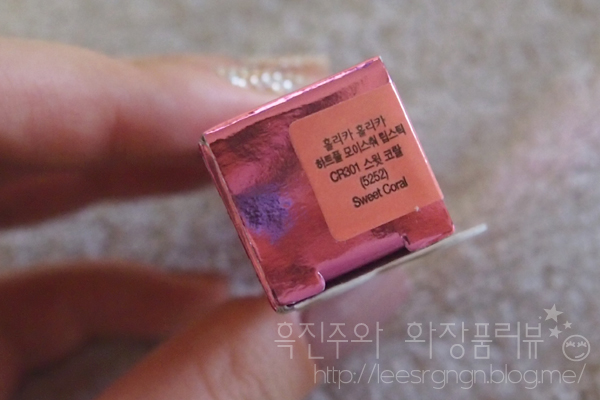 홀리카 홀리카
하트풀 모이스춰 립스틱
CR301 스윗 코랄
(5252)
Sweet Coral
흑진주와 화장품리뷰
http://leesrgngn.blog.me/